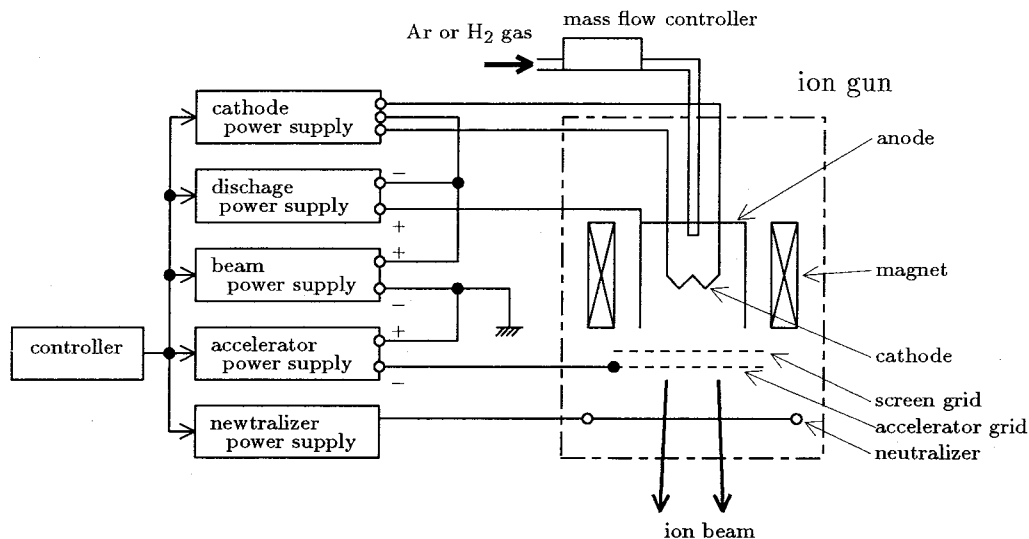 mass flow controller
Ar or H₂ gas
ion gun
cathode
power supply
anode
−
dischage
power supply
+
+
beam
power supply
magnet
−
+
controller
accelerator
power supply
cathode
−
screen grid
newtralizer
power supply
accelerator grid
neutralizer
ion beam